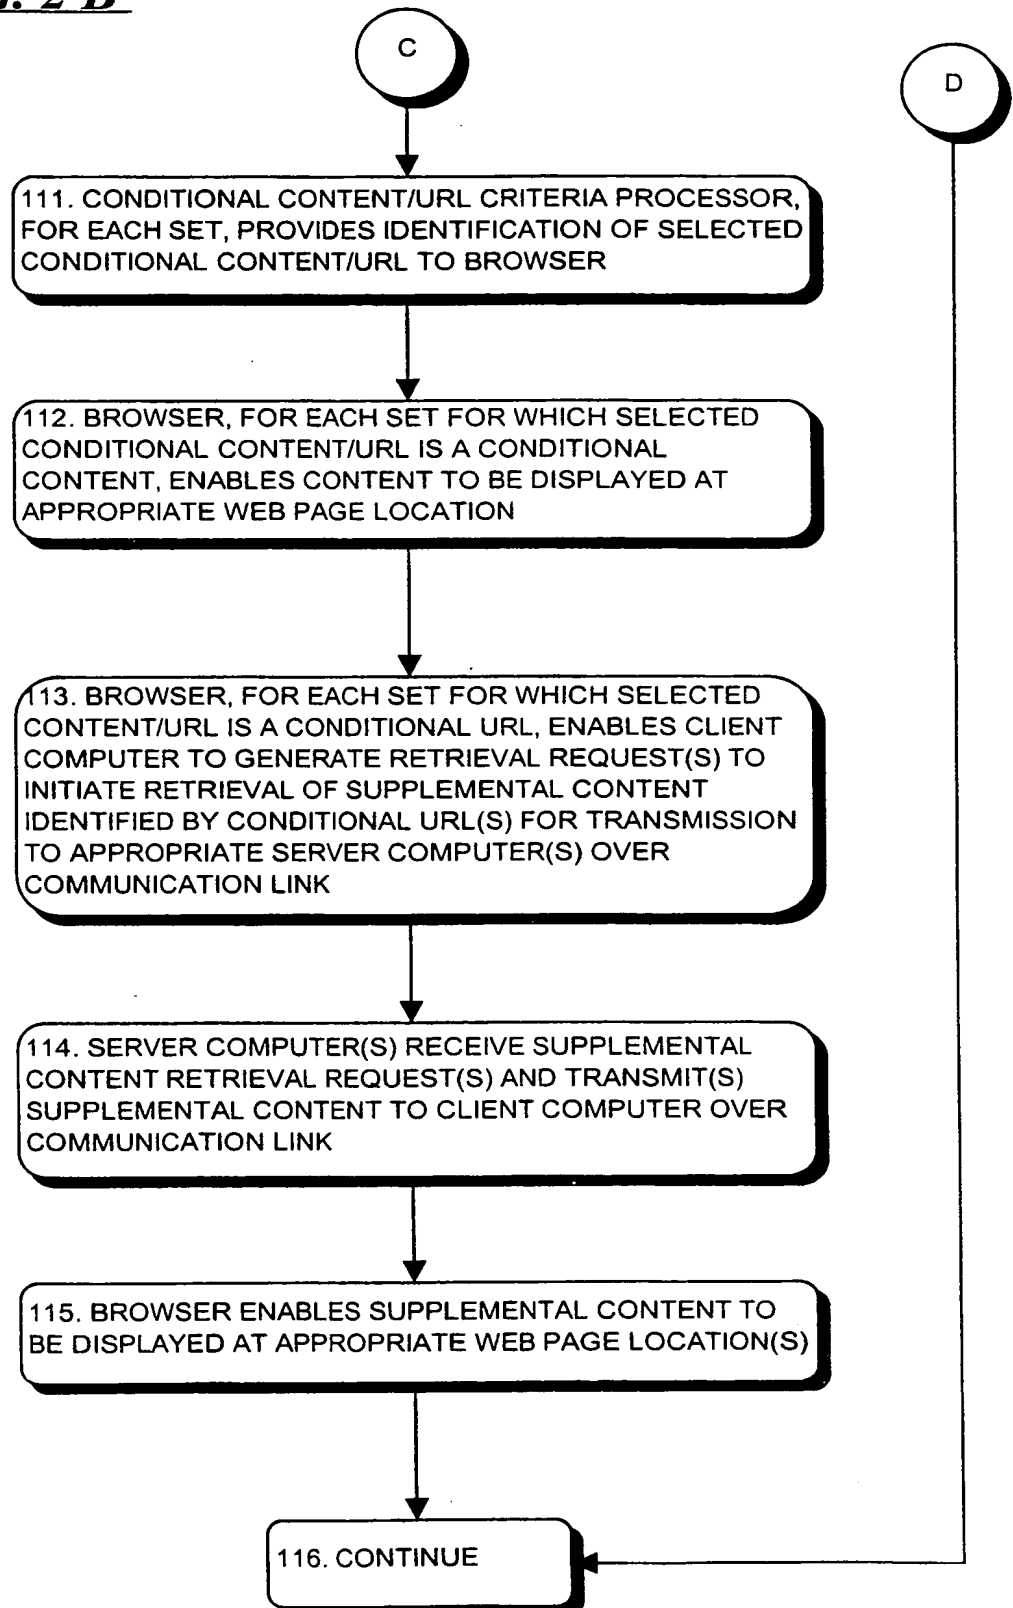 2 B
C
D
111. CONDITIONAL CONTENT/URL CRITERIA PROCESSOR,
FOR EACH SET, PROVIDES IDENTIFICATION OF SELECTED
CONDITIONAL CONTENT/URL TO BROWSER
112. BROWSER, FOR EACH SET FOR WHICH SELECTED
CONDITIONAL CONTENT/URL IS A CONDITIONAL
CONTENT, ENABLES CONTENT TO BE DISPLAYED AT
APPROPRIATE WEB PAGE LOCATION
113. BROWSER, FOR EACH SET FOR WHICH SELECTED
CONTENT/URL IS A CONDITIONAL URL, ENABLES CLIENT
COMPUTER TO GENERATE RETRIEVAL REQUEST(S) TO
INITIATE RETRIEVAL OF SUPPLEMENTAL CONTENT
IDENTIFIED BY CONDITIONAL URL(S) FOR TRANSMISSION
TO APPROPRIATE SERVER COMPUTER(S) OVER
COMMUNICATION LINK
114. SERVER COMPUTER(S) RECEIVE SUPPLEMENTAL
CONTENT RETRIEVAL REQUEST(S) AND TRANSMIT(S)
SUPPLEMENTAL CONTENT TO CLIENT COMPUTER OVER
COMMUNICATION LINK
115. BROWSER ENABLES SUPPLEMENTAL CONTENT TO
BE DISPLAYED AT APPROPRIATE WEB PAGE LOCATION(S)
116. CONTINUE